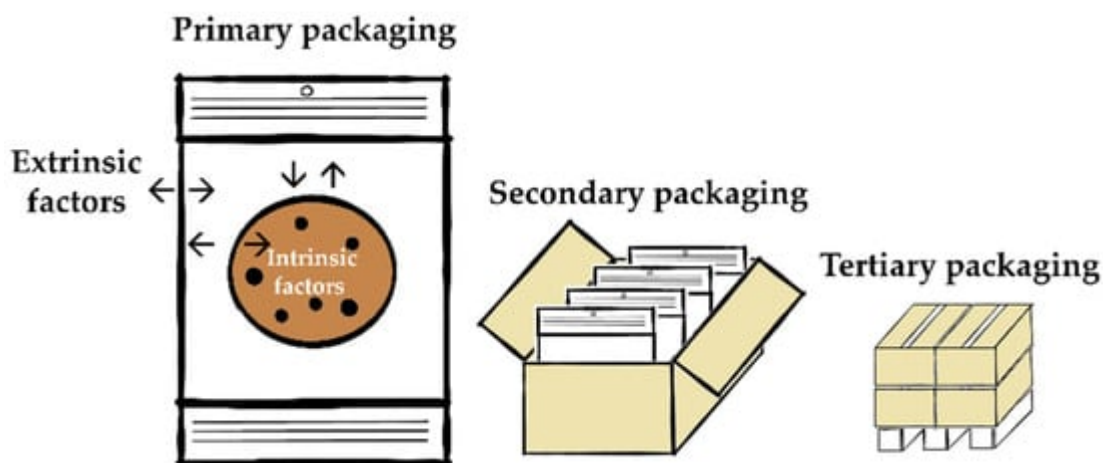 Primary packaging
Extrinsic
factors
Intrinsic
factors
Secondary packaging
Tertiary packaging